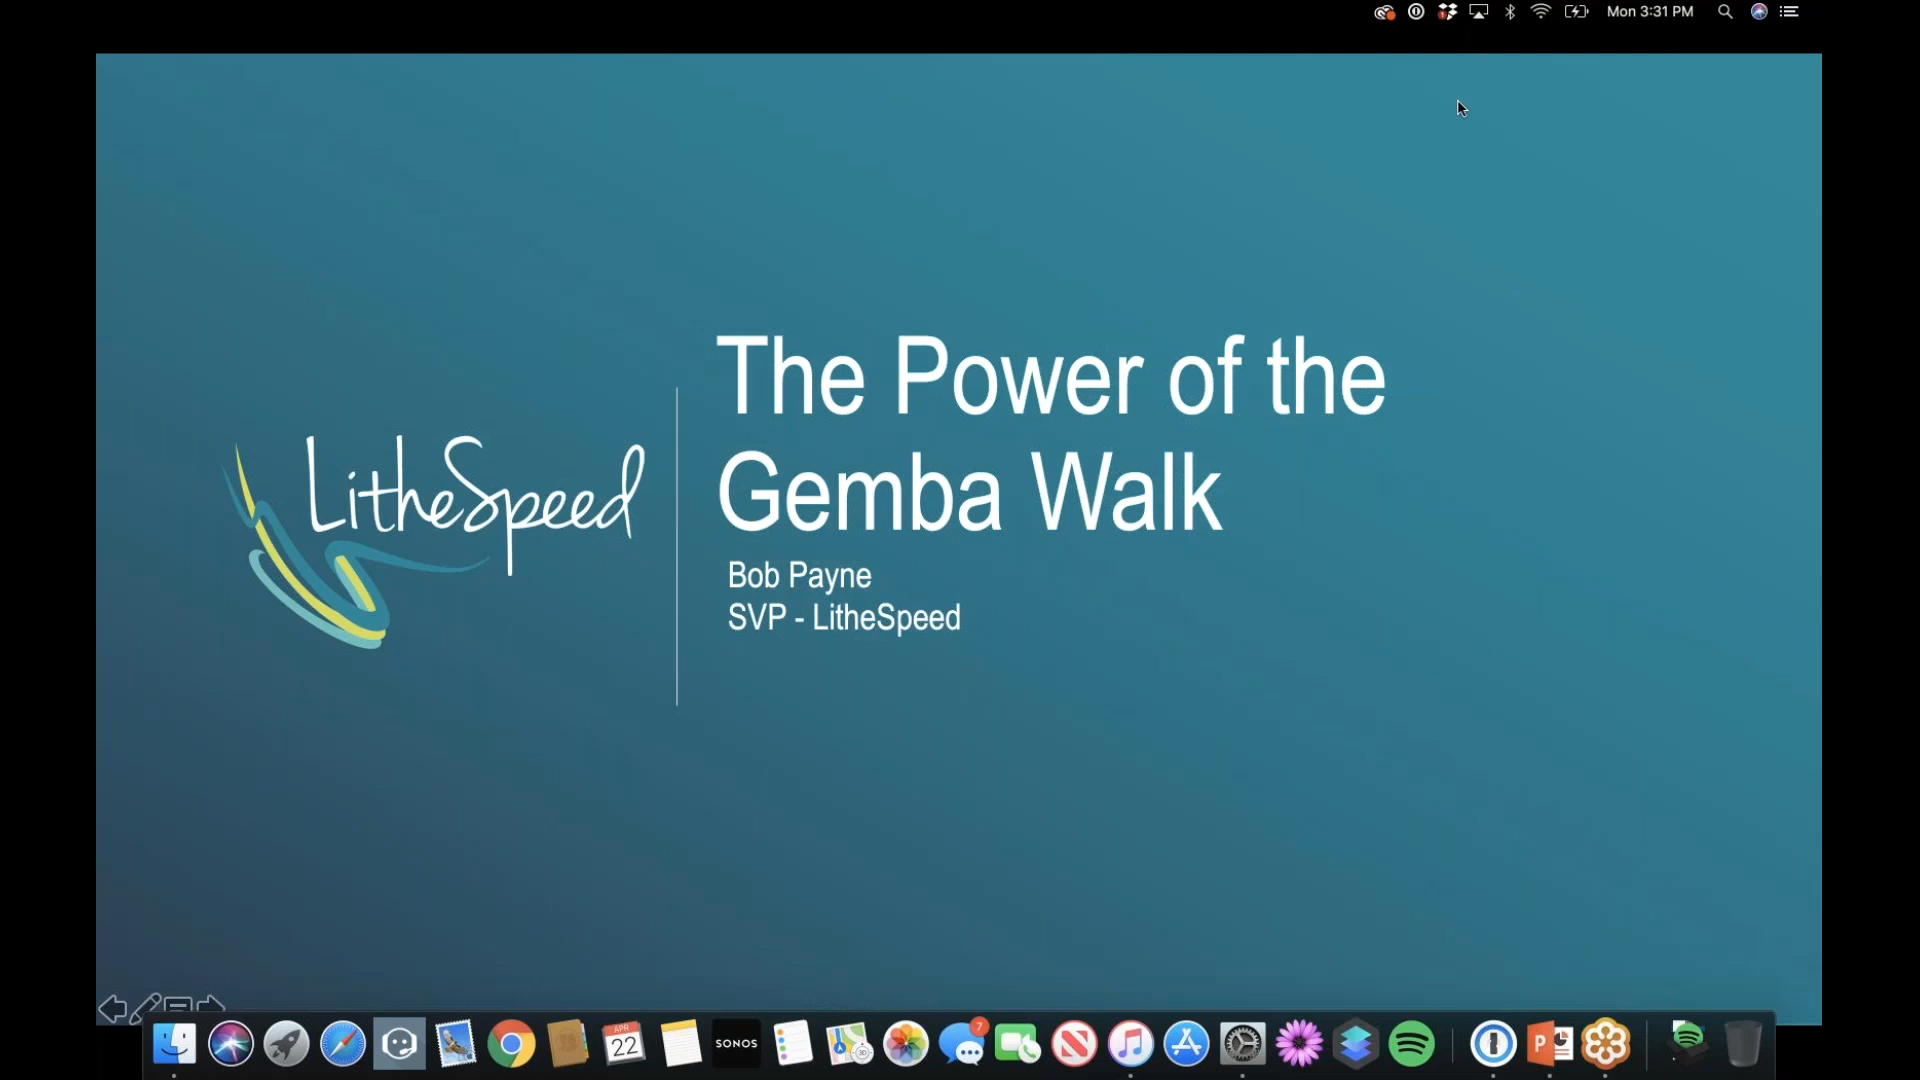 Mon 3:31 PM
The Power of the
Gemba Walk
LitheSpeed
Bob Payne
SVP - LitheSpeed
7
APR
22
SONOS
3D
P